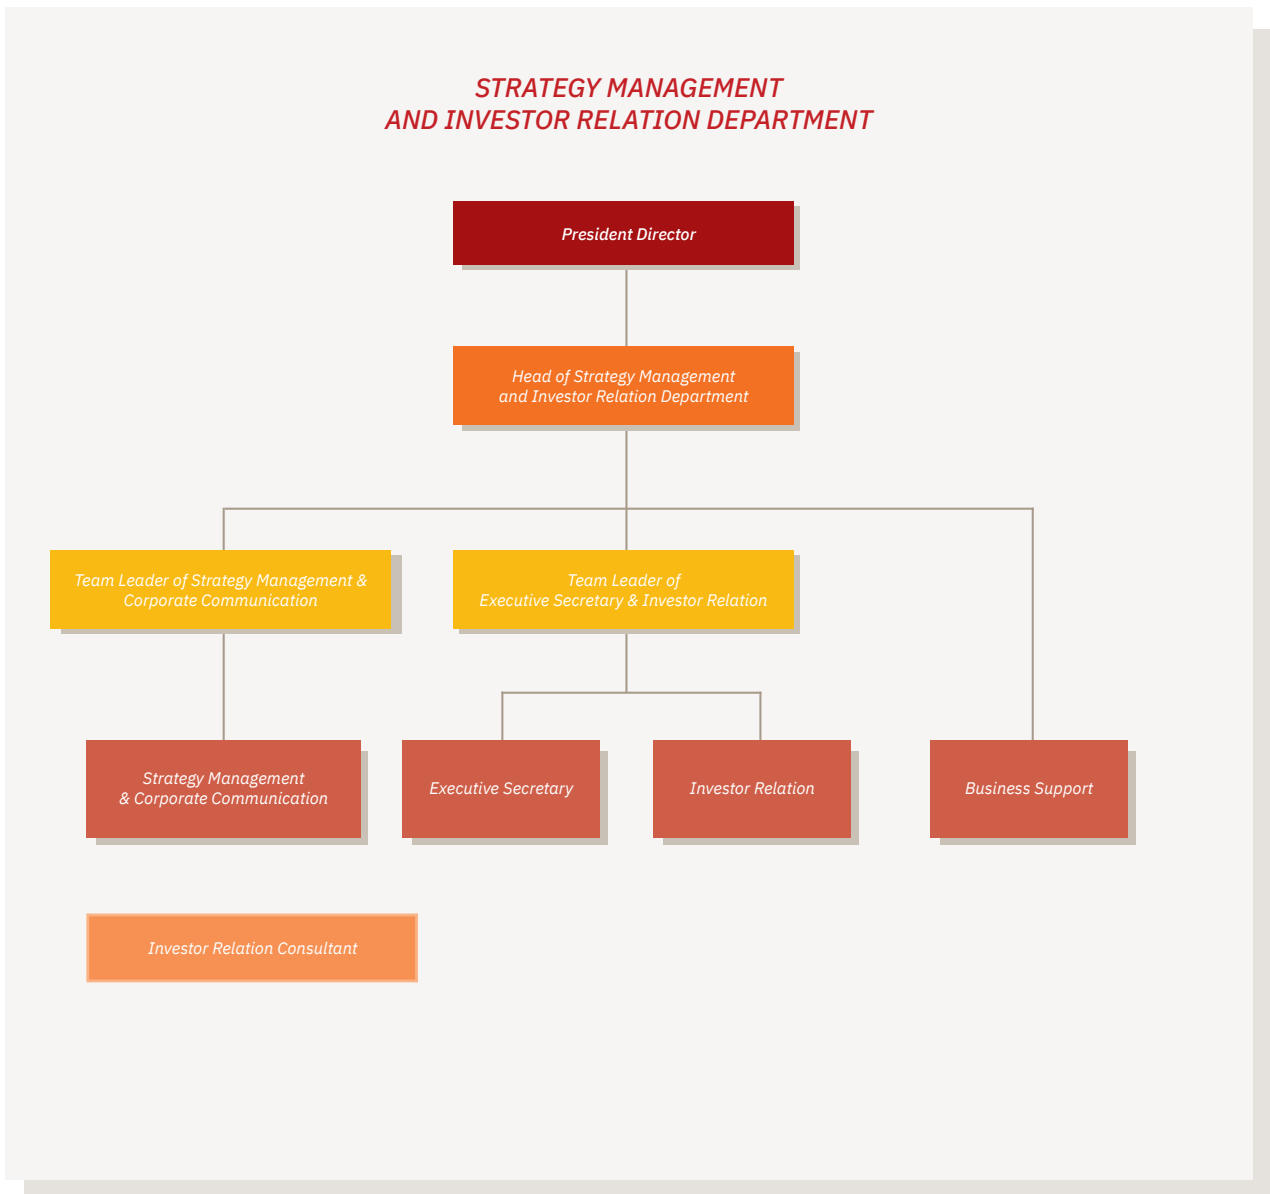 STRATEGY MANAGEMENT
AND INVESTOR RELATION DEPARTMENT
President Director
Head of Strategy Management
and Investor Relation Department
Team Leader of Strategy Management &
Corporate Communication
Team Leader of
Executive Secretary & Investor Relation
Strategy Management
& Corporate Communication
Executive Secretary
Investor Relation
Business Support
Investor Relation Consultant